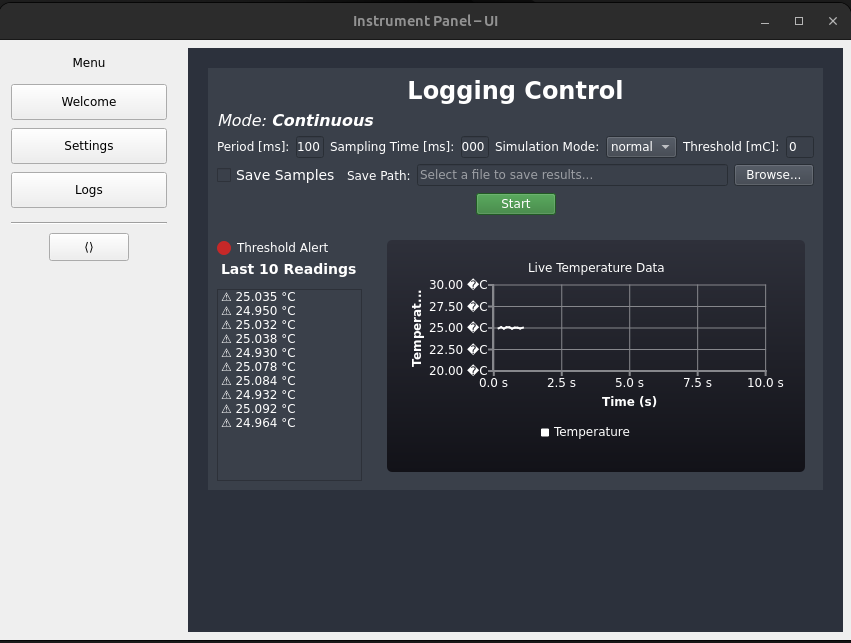 Instrument Panel – UI
Menu
Welcome
Settings
Logs
⟨⟩
Logging Control
Mode: Continuous
Period [ms]: 100 Sampling Time [ms]: 000 Simulation Mode: normal Threshold [mC]: 0
Save Samples Save Path: Select a file to save results... Browse...
Start
Threshold Alert
Last 10 Readings
⚠ 25.035 °C
⚠ 24.950 °C
⚠ 25.032 °C
⚠ 25.038 °C
⚠ 24.930 °C
⚠ 25.078 °C
⚠ 25.084 °C
⚠ 24.932 °C
⚠ 25.092 °C
⚠ 24.964 °C
Live Temperature Data
Temperat...
30.00 �C
27.50 �C
25.00 �C
22.50 �C
20.00 �C
0.0 s 2.5 s 5.0 s 7.5 s 10.0 s
Time (s)
Temperature